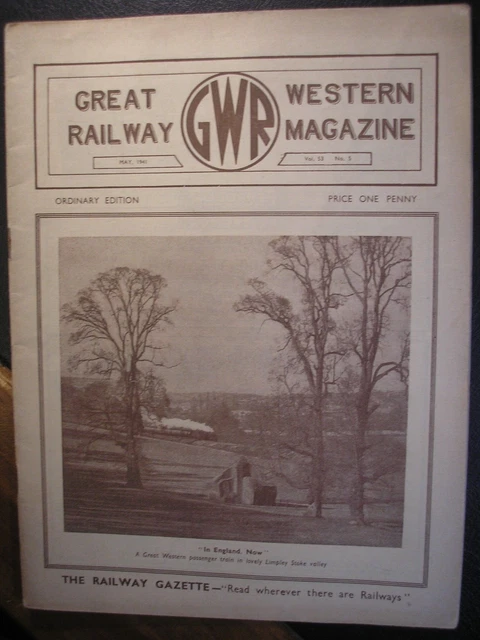 GREAT GWR WESTERN
RAILWAY MAGAZINE
MAY, 1941 Vol. 53 No. 5
ORDINARY EDITION PRICE ONE PENNY
"In England, Now"
A Great Western passenger train in lovely Limpley Stoke valley
THE RAILWAY GAZETTE—"Read wherever there are Railways"